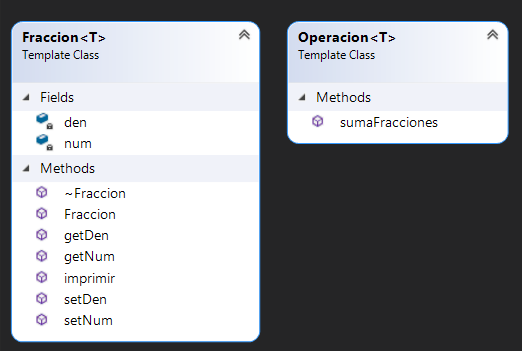 Fraccion<T>
Template Class
Fields
den
num
Methods
~Fraccion
Fraccion
getDen
getNum
imprimir
setDen
setNum
Operacion<T>
Template Class
Methods
sumaFracciones